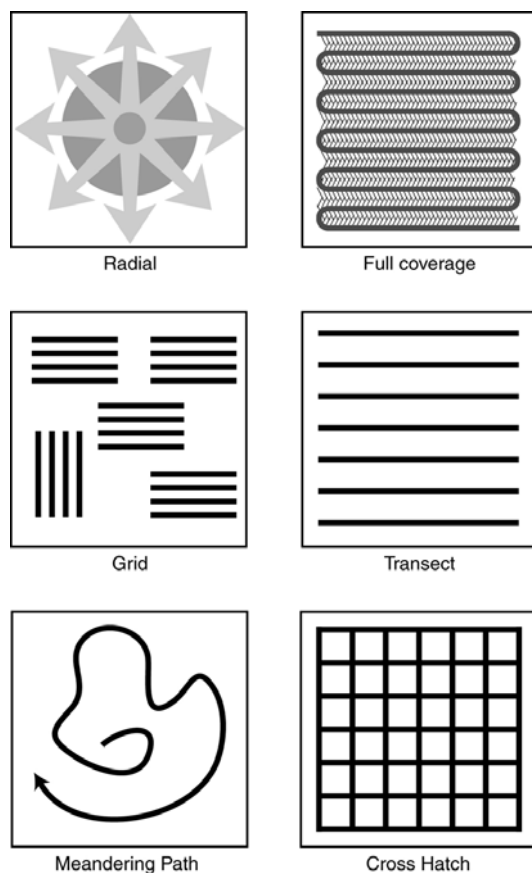 Radial
Full coverage
Grid
Transect
Meandering Path
Cross Hatch